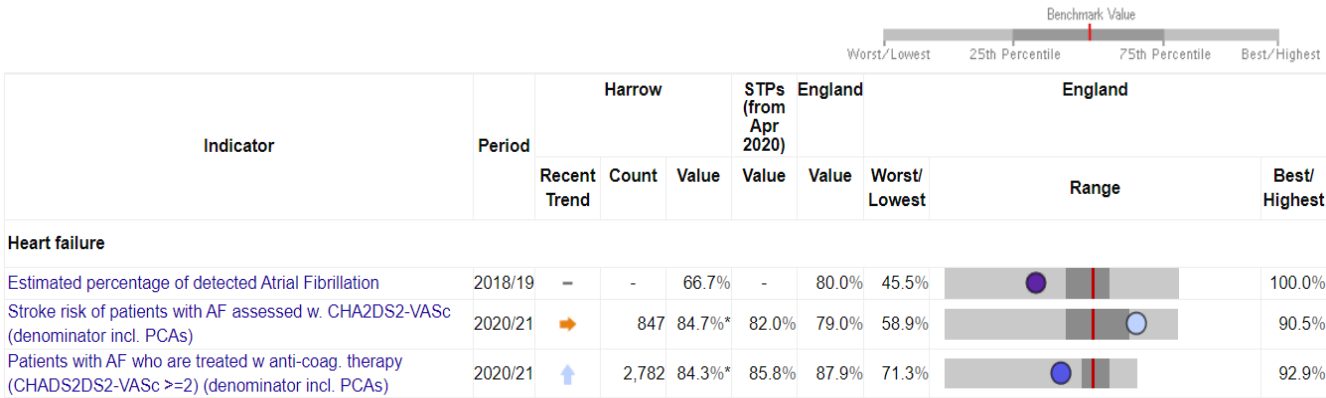 Benchmark Value
Worst/Lowest 25th Percentile 75th Percentile Best/Highest
Harrow STPs England England
(from
Apr
2020)
Indicator Period
Recent Count Value Value Value Worst/ Range Best/
Trend Lowest Highest
Heart failure
Estimated percentage of detected Atrial Fibrillation 2018/19 – - 66.7% - 80.0% 45.5% 100.0%
Stroke risk of patients with AF assessed w. CHA2DS2-VASc
(denominator incl. PCAs) 2020/21 847 84.7%* 82.0% 79.0% 58.9% 90.5%
Patients with AF who are treated w anti-coag. therapy
(CHADS2DS2-VASc >=2) (denominator incl. PCAs) 2020/21 2,782 84.3%* 85.8% 87.9% 71.3% 92.9%